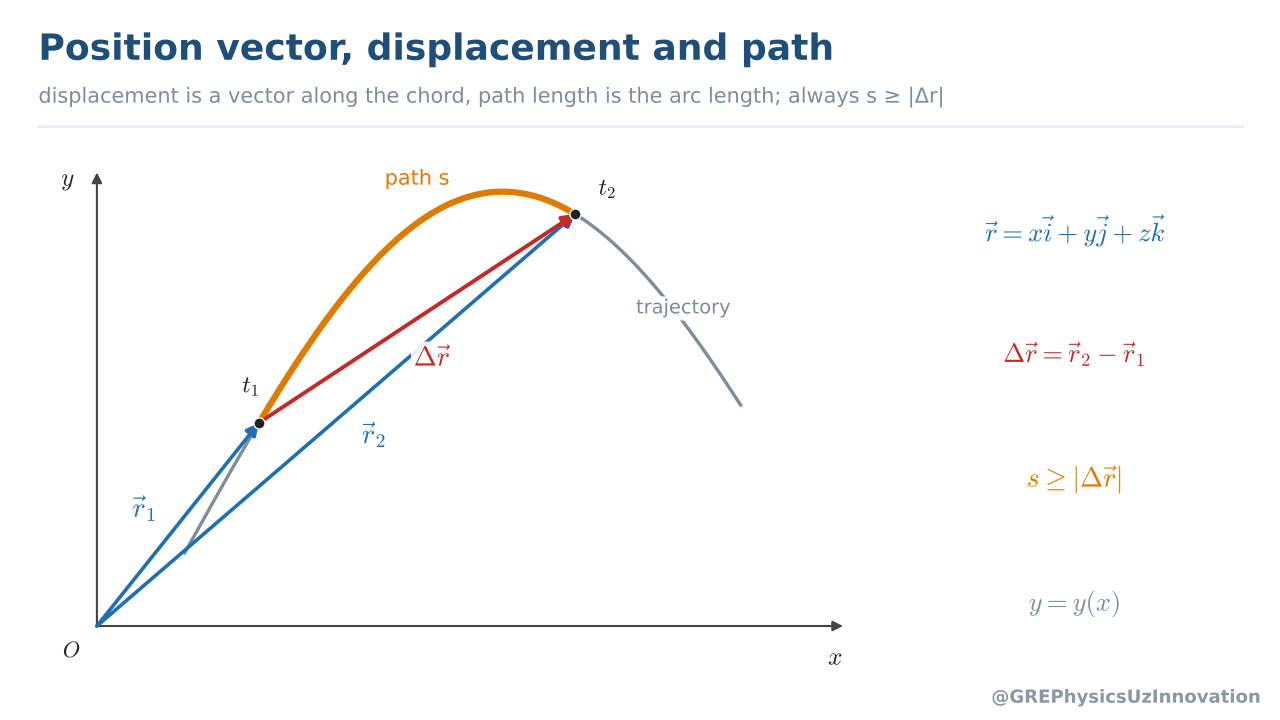 Position vector, displacement and path
displacement is a vector along the chord, path length is the arc length; always s ≥ |Δr|
y
path s
t₂
r⃗ = xi⃗ + yj⃗ + zk⃗
trajectory
Δr⃗
Δr⃗ = r⃗₂ − r⃗₁
t₁
r⃗₂
s ≥ |Δr⃗|
r⃗₁
y = y(x)
O
x
@GREPhysicsUzInnovation